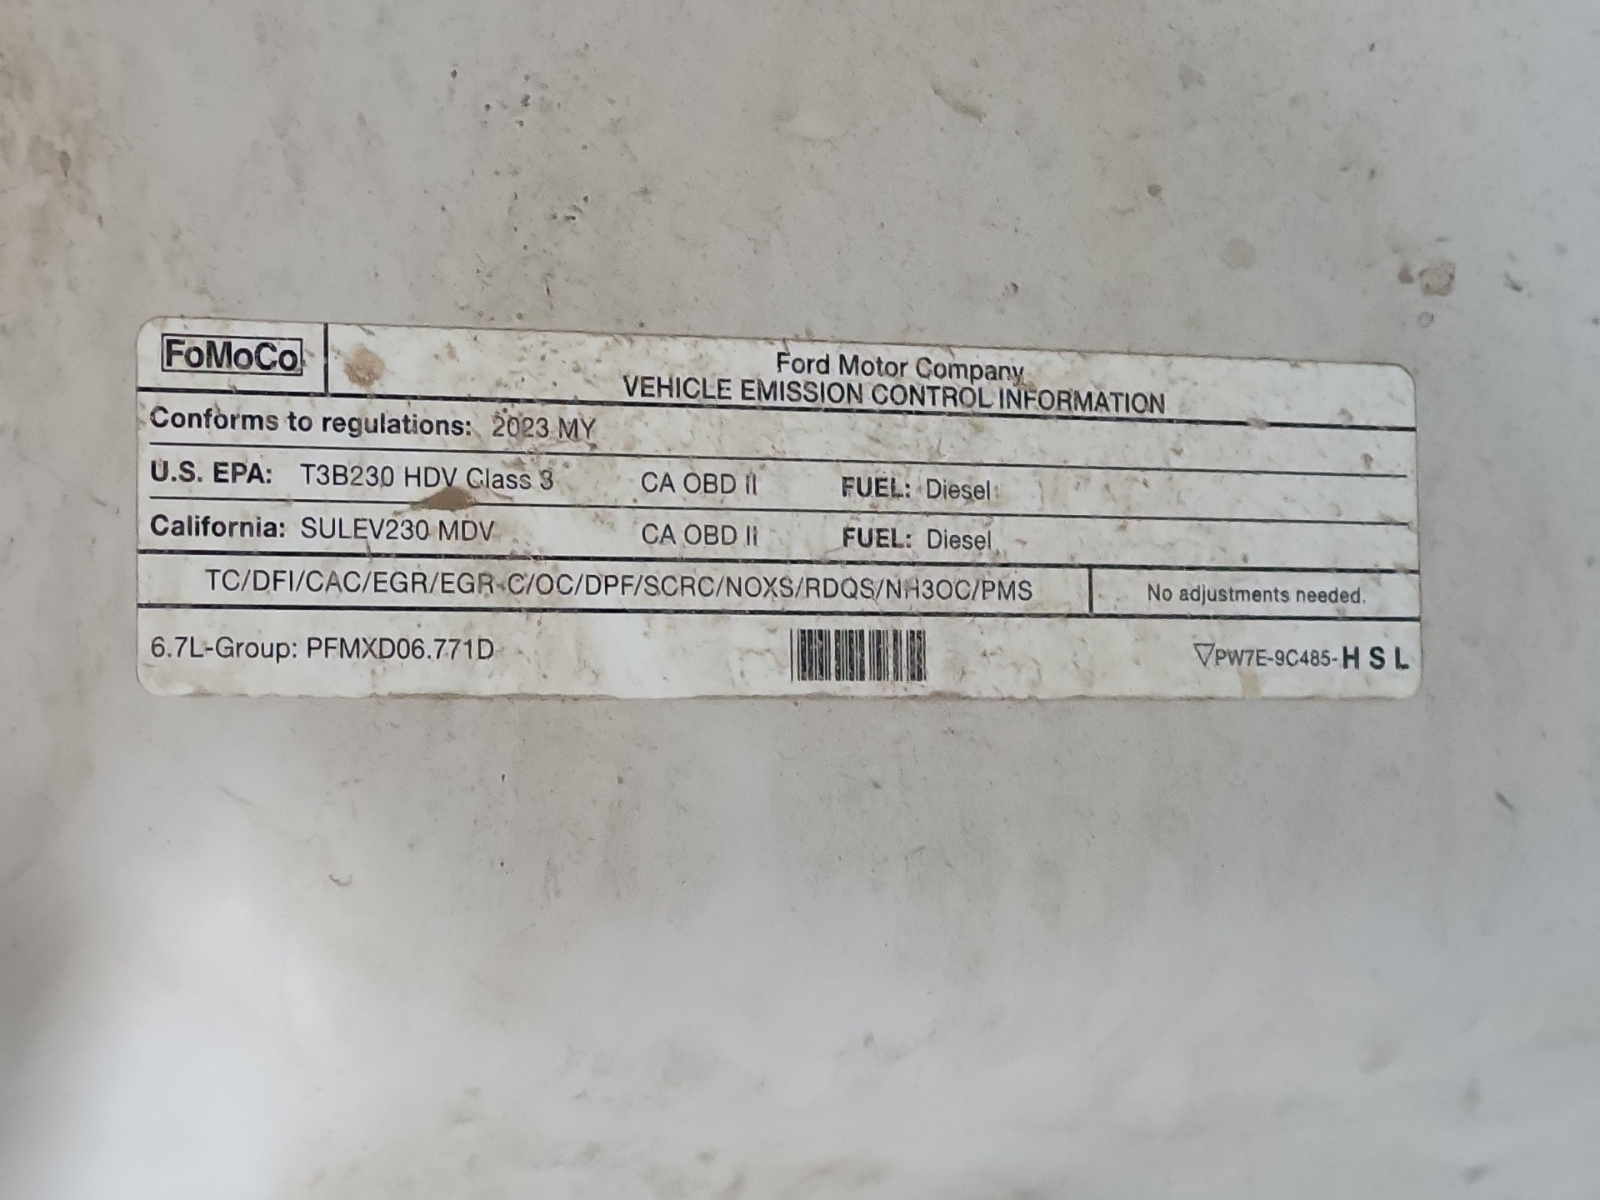 FoMoCo
Ford Motor Company
VEHICLE EMISSION CONTROL INFORMATION
Conforms to regulations: 2023 MY
U.S. EPA: T3B230 HDV Class 3 CA OBD II FUEL: Diesel
California: SULEV230 MDV CA OBD II FUEL: Diesel
TC/DFI/CAC/EGR/EGR-C/OC/DPF/SCRC/NOXS/RDQS/NH3OC/PMS No adjustments needed.
6.7L-Group: PFMXD06.771D ▽PW7E-9C485-HSL